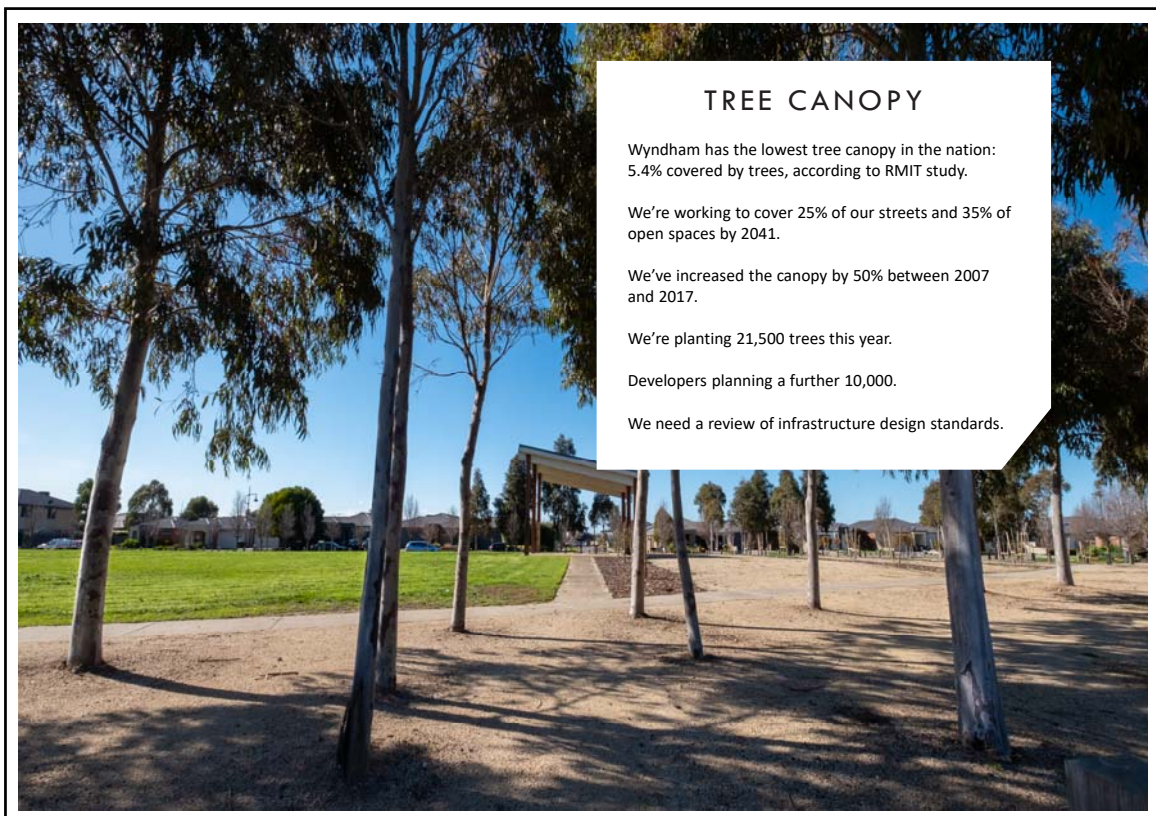 TREE CANOPY
Wyndham has the lowest tree canopy in the nation:
5.4% covered by trees, according to RMIT study.
We’re working to cover 25% of our streets and 35% of
open spaces by 2041.
We’ve increased the canopy by 50% between 2007
and 2017.
We’re planting 21,500 trees this year.
Developers planning a further 10,000.
We need a review of infrastructure design standards.